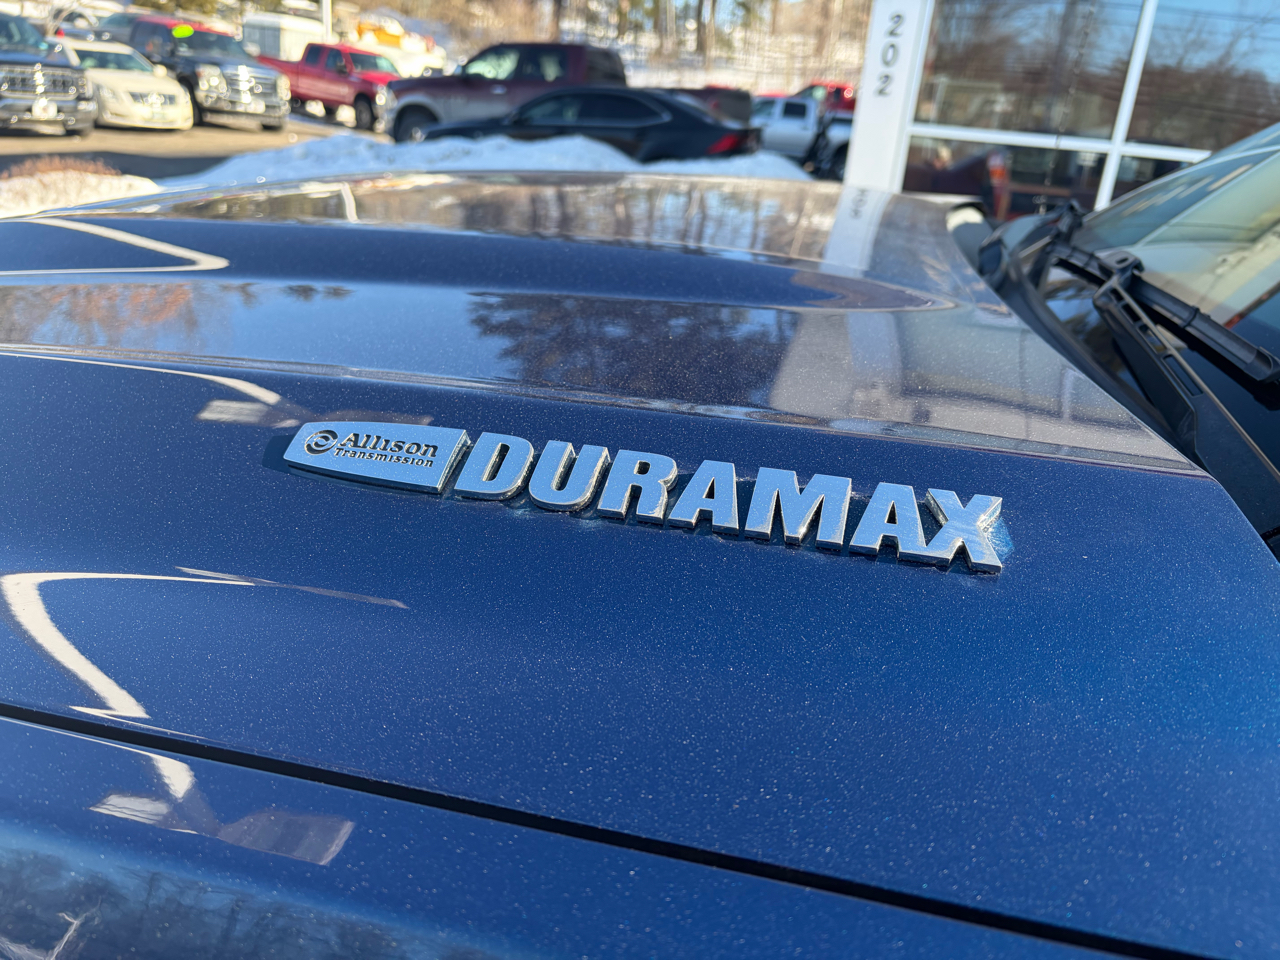 202
Allison
Transmission
DURAMAX